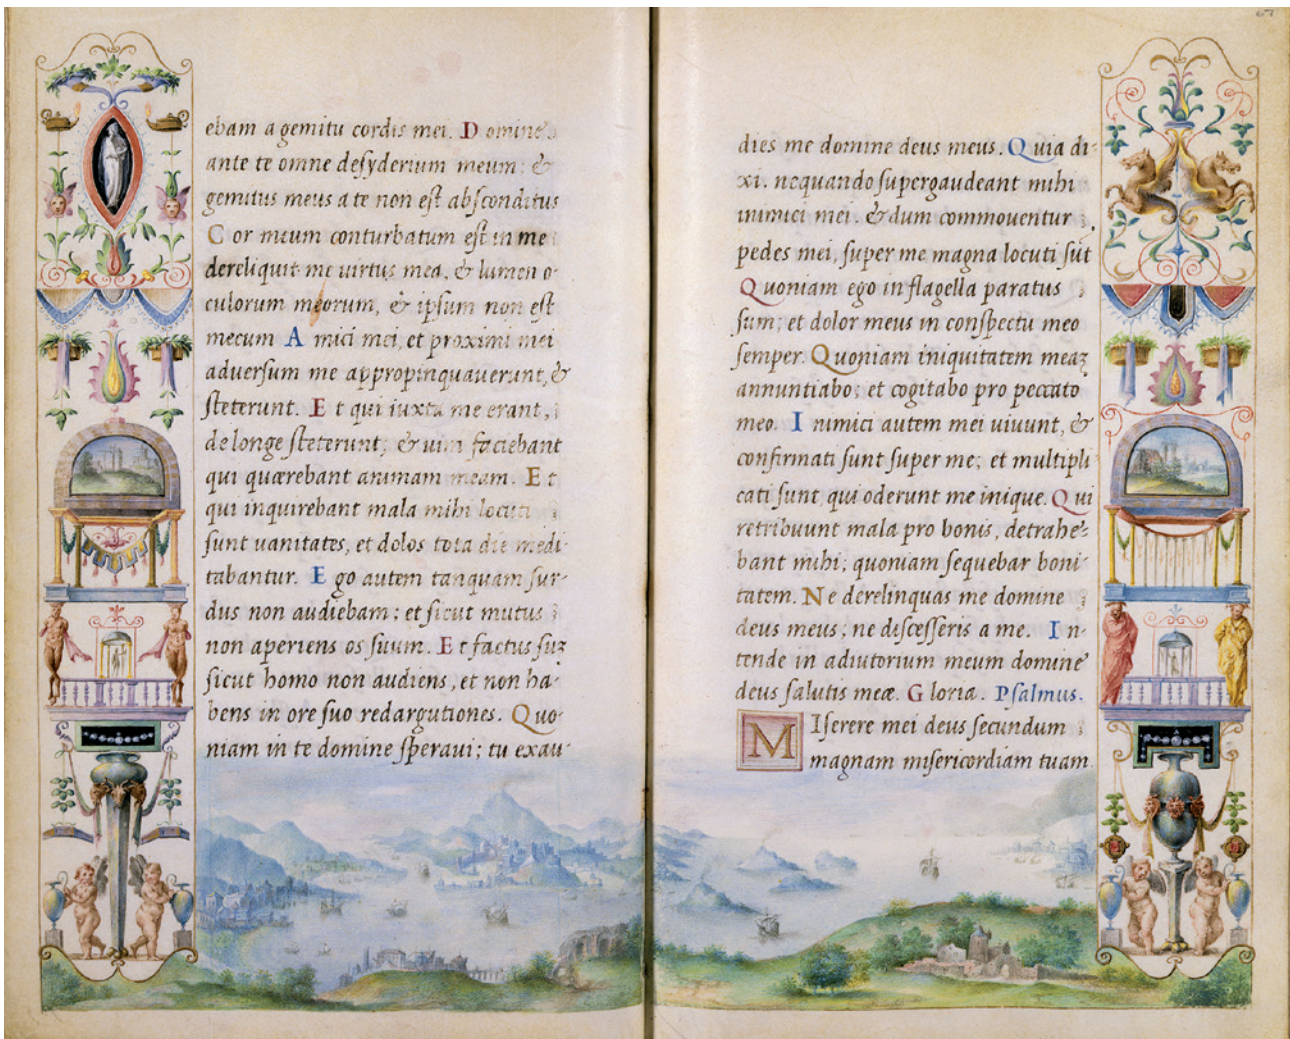 ebam a gemitu cordis mei. Domine
ante te omne desyderium meum: &
gemitus meus a te non est absconditus
Cor meum conturbatum est in me
dereliquit me uirtus mea, & lumen o-
culorum meorum, & ipsum non est
mecum Amici mei, et proximi mei
adversum me appropinquaverunt, &
steterunt. Et qui iuxta me erant,
de longe steterunt; & uim faciebant
qui quærebant animam meam. Et
qui inquirebant mala mihi locuti
sunt uanitates, et dolos tota die medi-
tabantur. Ego autem tanquam sur-
dus non audiebam; et sicut mutus
non aperiens os suum. Et factus suꝫ
sicut homo non audiens, et non ha-
bens in ore suo redargutiones. Quo-
niam in te domine speraui; tu exau-
67
dies me domine deus meus. Quia di-
xi. nequando supergaudeant mihi
inimici mei. & dum commouentur
pedes mei, super me magna locuti sūt
Quoniam ego in flagella paratus
sum; et dolor meus in conspectu meo
semper. Quoniam iniquitatem meaꝫ
annuntiabo; et cogitabo pro peccato
meo. Inimici autem mei uiuunt, &
confirmati sunt super me; et multipli
cati sunt qui oderunt me inique. Qui
retribuunt mala pro bonis, detrahe-
bant mihi; quoniam sequebar boni-
tatem. Ne derelinquas me domine
deus meus; ne discesseris a me. In-
tende in adiutorium meum domine
deus salutis meæ. Gloria. Psalmus.
Miserere mei deus secundum
magnam misericordiam tuam